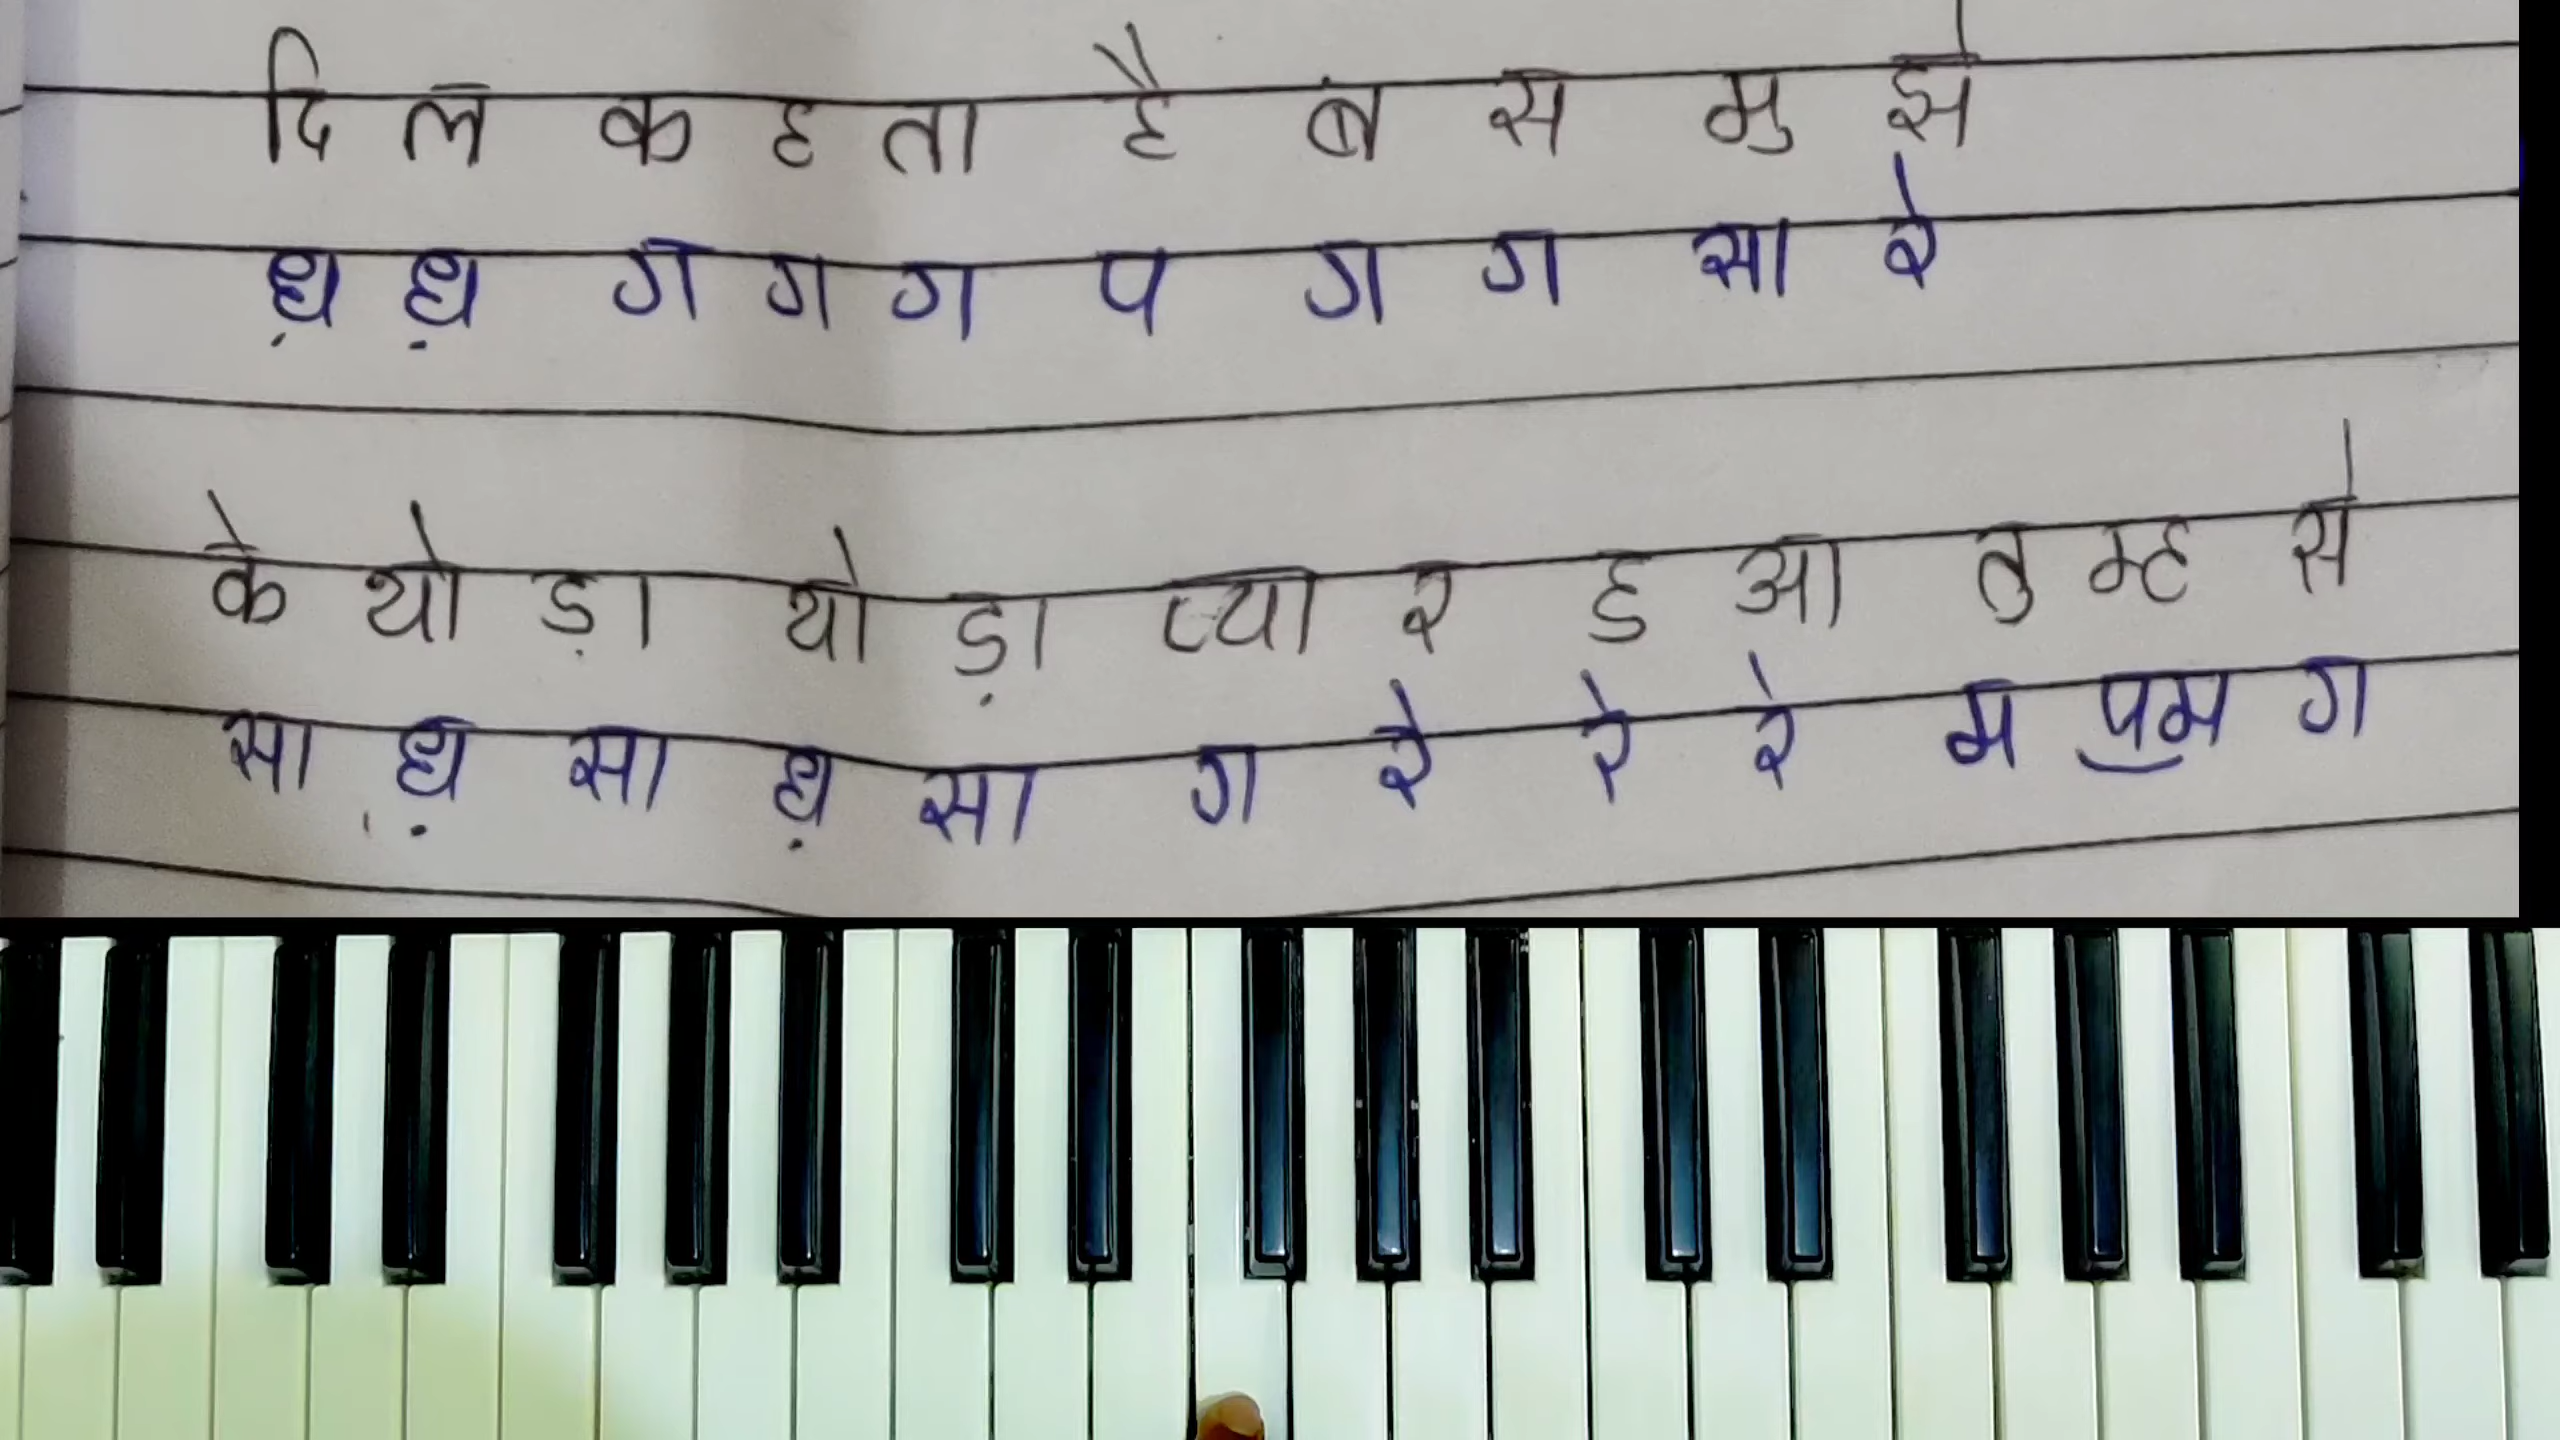 दि ल क ह ता है ब स मु झे
ध़ ध़ ग ग ग प ग ग सा रे
के थो ड़ा थो ड़ा प्या र हु आ तु म्ह से
सा ध़ सा ध़ सा ग रे रे रे म पम ग